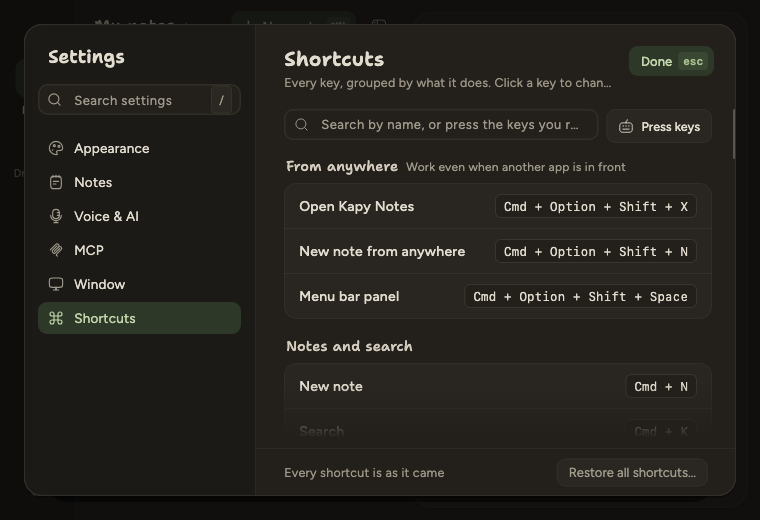 Settings
Search settings /
Appearance
Notes
Voice & AI
MCP
Window
Shortcuts
Shortcuts
Every key, grouped by what it does. Click a key to chan...
Done esc
Search by name, or press the keys you r...
Press keys
From anywhere Work even when another app is in front
Open Kapy Notes Cmd + Option + Shift + X
New note from anywhere Cmd + Option + Shift + N
Menu bar panel Cmd + Option + Shift + Space
Notes and search
New note Cmd + N
Search Cmd + K
Every shortcut is as it came
Restore all shortcuts...